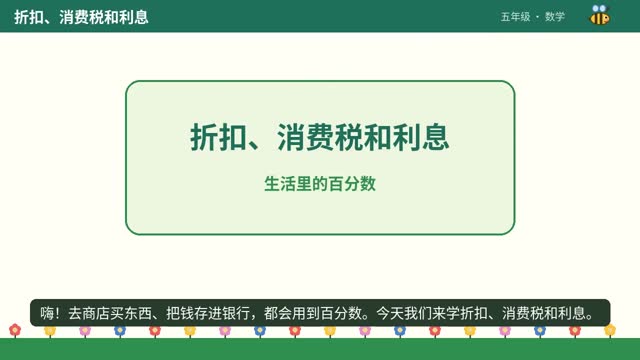 折扣、消费税和利息
五年级 · 数学
折扣、消费税和利息
生活里的百分数
嗨！去商店买东西、把钱存进银行，都会用到百分数。今天我们来学折扣、消费税和利息。